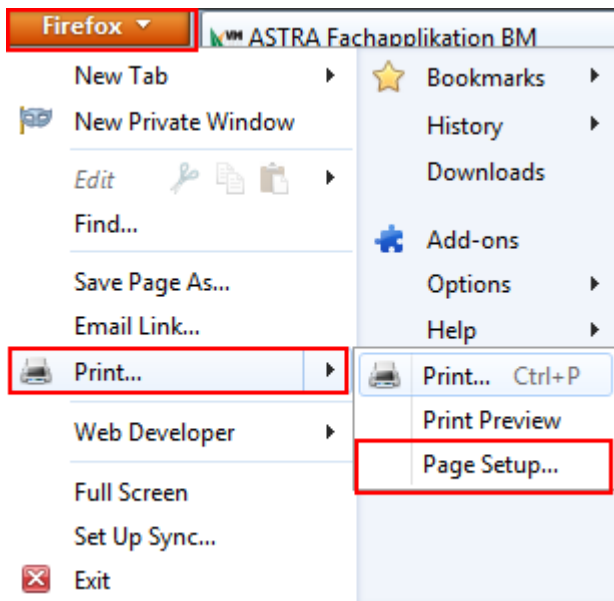 Firefox
ASTRA Fachapplikation BM
New Tab
New Private Window
Edit
Find...
Save Page As...
Email Link...
Print...
Web Developer
Full Screen
Set Up Sync...
Exit
Bookmarks
History
Downloads
Add-ons
Options
Help
Print... Ctrl+P
Print Preview
Page Setup...